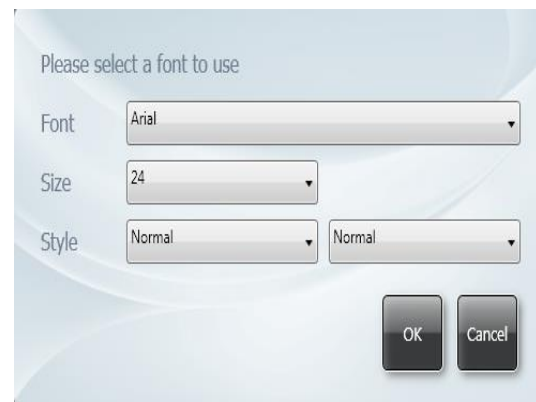 Please select a font to use
Font Arial
Size 24
Style Normal Normal
OK Cancel